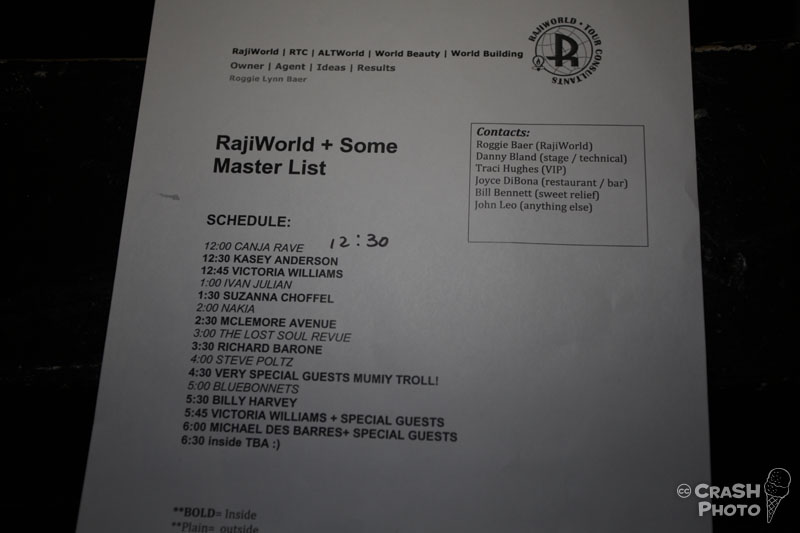 RajiWorld | RTC | ALTWorld | World Beauty | World Building
Owner | Agent | Ideas | Results
Roggie Lynn Baer
RAJIWORLD • TOUR CONSULTANTS
R
RajiWorld + Some
Master List
Contacts:
Roggie Baer (RajiWorld)
Danny Bland (stage / technical)
Traci Hughes (VIP)
Joyce DiBona (restaurant / bar)
Bill Bennett (sweet relief)
John Leo (anything else)
SCHEDULE:
12:00 CANJA RAVE 12:30
12:30 KASEY ANDERSON
12:45 VICTORIA WILLIAMS
1:00 IVAN JULIAN
1:30 SUZANNA CHOFFEL
2:00 NAKIA
2:30 MCLEMORE AVENUE
3:00 THE LOST SOUL REVUE
3:30 RICHARD BARONE
4:00 STEVE POLTZ
4:30 VERY SPECIAL GUESTS MUMIY TROLL!
5:00 BLUEBONNETS
5:30 BILLY HARVEY
5:45 VICTORIA WILLIAMS + SPECIAL GUESTS
6:00 MICHAEL DES BARRES+ SPECIAL GUESTS
6:30 inside TBA :)
**BOLD= Inside
**Plain= outside
cc CRASH
PHOTO